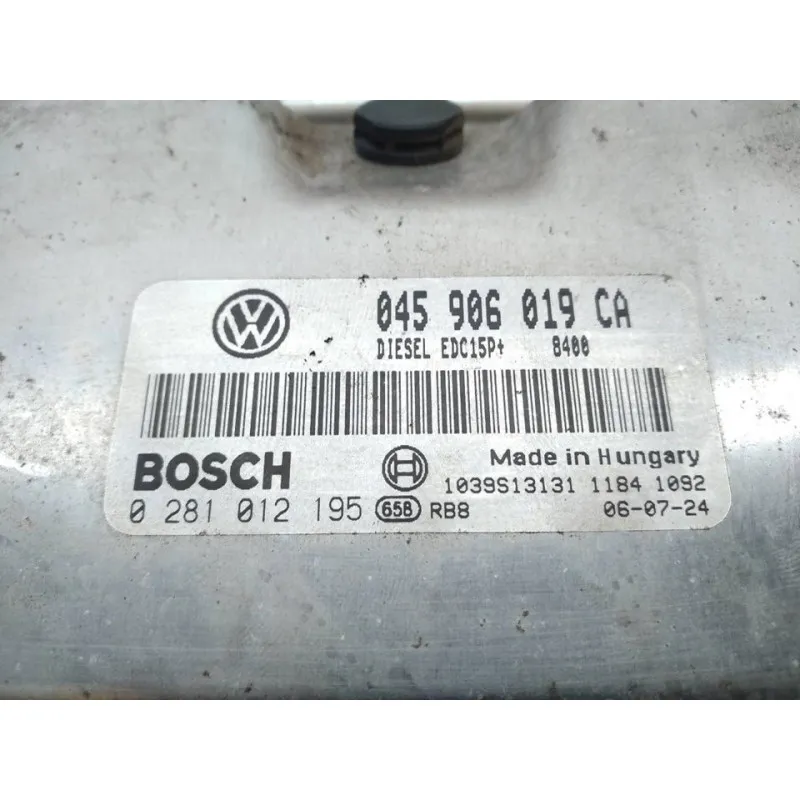 045 906 019 CA
DIESEL EDC15P+ 8400
BOSCH
Made in Hungary
1039S13131 1184 1092
0 281 012 195 658 RB8 06-07-24